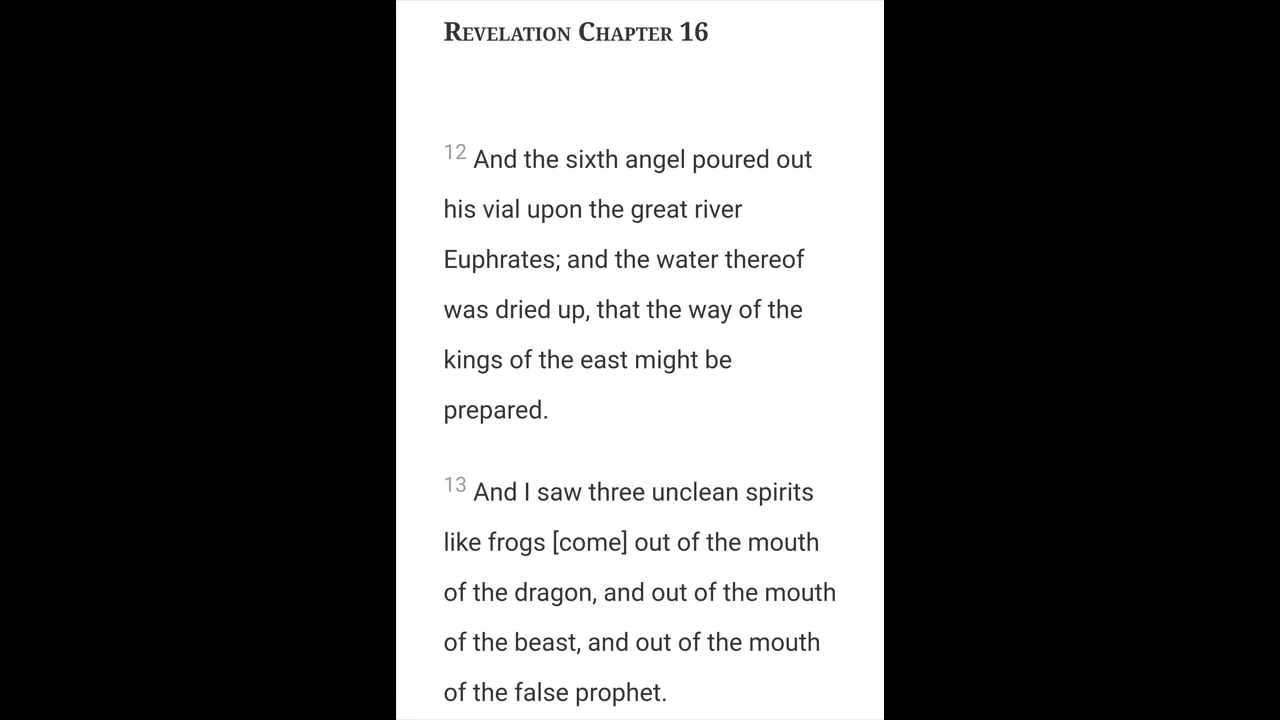 Revelation Chapter 16
12 And the sixth angel poured out
his vial upon the great river
Euphrates; and the water thereof
was dried up, that the way of the
kings of the east might be
prepared.
13 And I saw three unclean spirits
like frogs [come] out of the mouth
of the dragon, and out of the mouth
of the beast, and out of the mouth
of the false prophet.